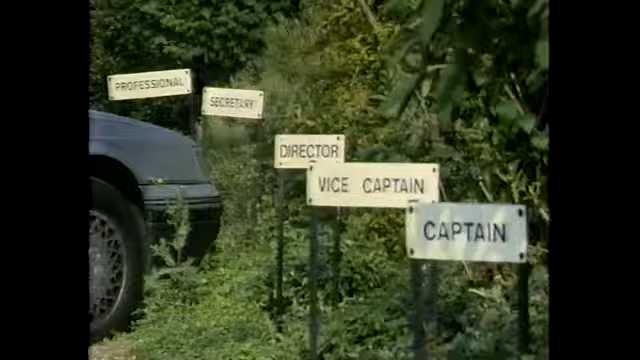 PROFESSIONAL
SECRETARY
DIRECTOR
VICE CAPTAIN
CAPTAIN